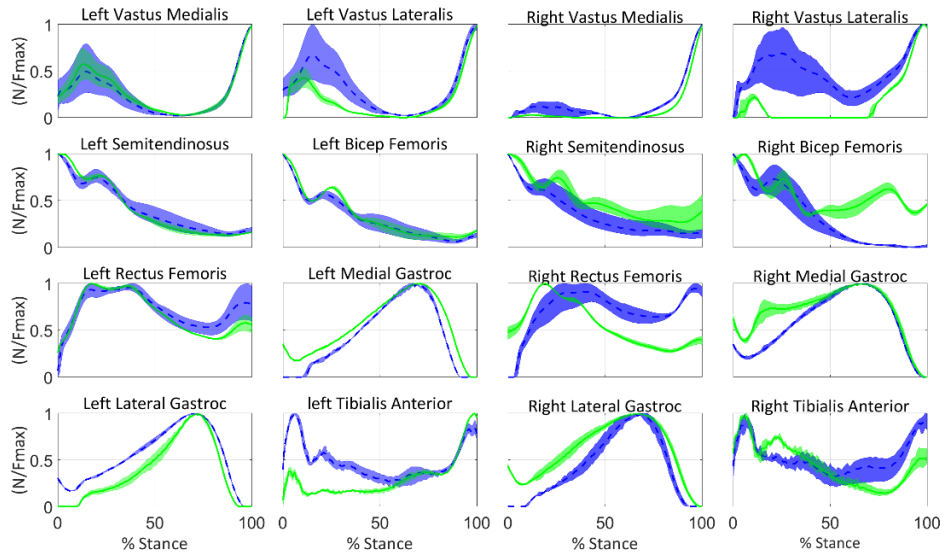 Left Vastus Medialis Left Vastus Lateralis Right Vastus Medialis Right Vastus Lateralis
1
0.5
0
(N/Fmax)
Left Semitendinosus Left Bicep Femoris Right Semitendinosus Right Bicep Femoris
1
0.5
0
(N/Fmax)
Left Rectus Femoris Left Medial Gastroc Right Rectus Femoris Right Medial Gastroc
1
0.5
0
(N/Fmax)
Left Lateral Gastroc left Tibialis Anterior Right Lateral Gastroc Right Tibialis Anterior
1
0.5
0
(N/Fmax)
0 50 100 0 50 100 0 50 100 0 50 100
% Stance % Stance % Stance % Stance